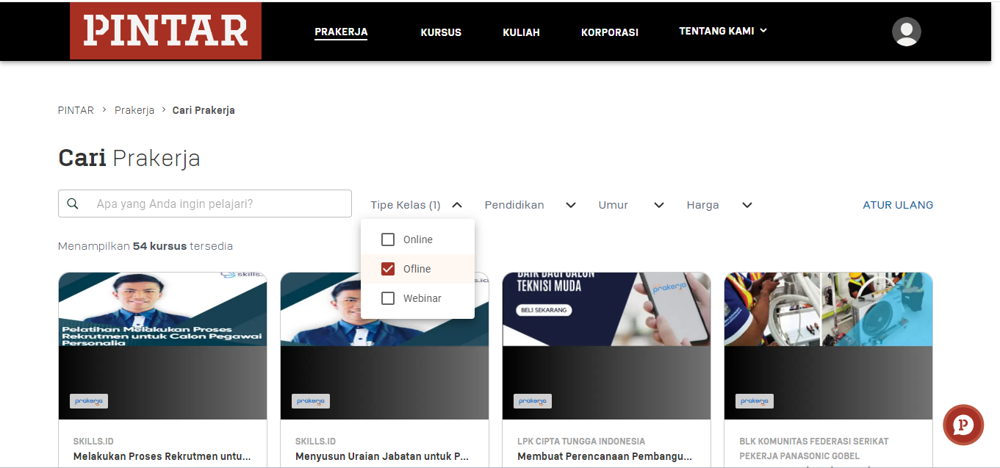 PINTAR
PRAKERJA
KURSUS
KULIAH
KORPORASI
TENTANG KAMI
PINTAR > Prakerja > Cari Prakerja
Cari Prakerja
Apa yang Anda ingin pelajari?
Tipe Kelas (1)
Pendidikan
Umur
Harga
ATUR ULANG
Online
Ofline
Webinar
Menampilkan 54 kursus tersedia
skills.
Pelatihan Melakukan Proses
Rekrutmen untuk Calon Pegawai
Personalia
prakerja
SKILLS.ID
Melakukan Proses Rekrutmen untu...
s.id
prakerja
SKILLS.ID
Menyusun Uraian Jabatan untuk P...
BAIK BAGI CALON
TEKNISI MUDA
BELI SEKARANG
prakerja
prakerja
LPK CIPTA TUNGGA INDONESIA
Membuat Perencanaan Pembangu...
prakerja
BLK KOMUNITAS FEDERASI SERIKAT
PEKERJA PANASONIC GOBEL
P